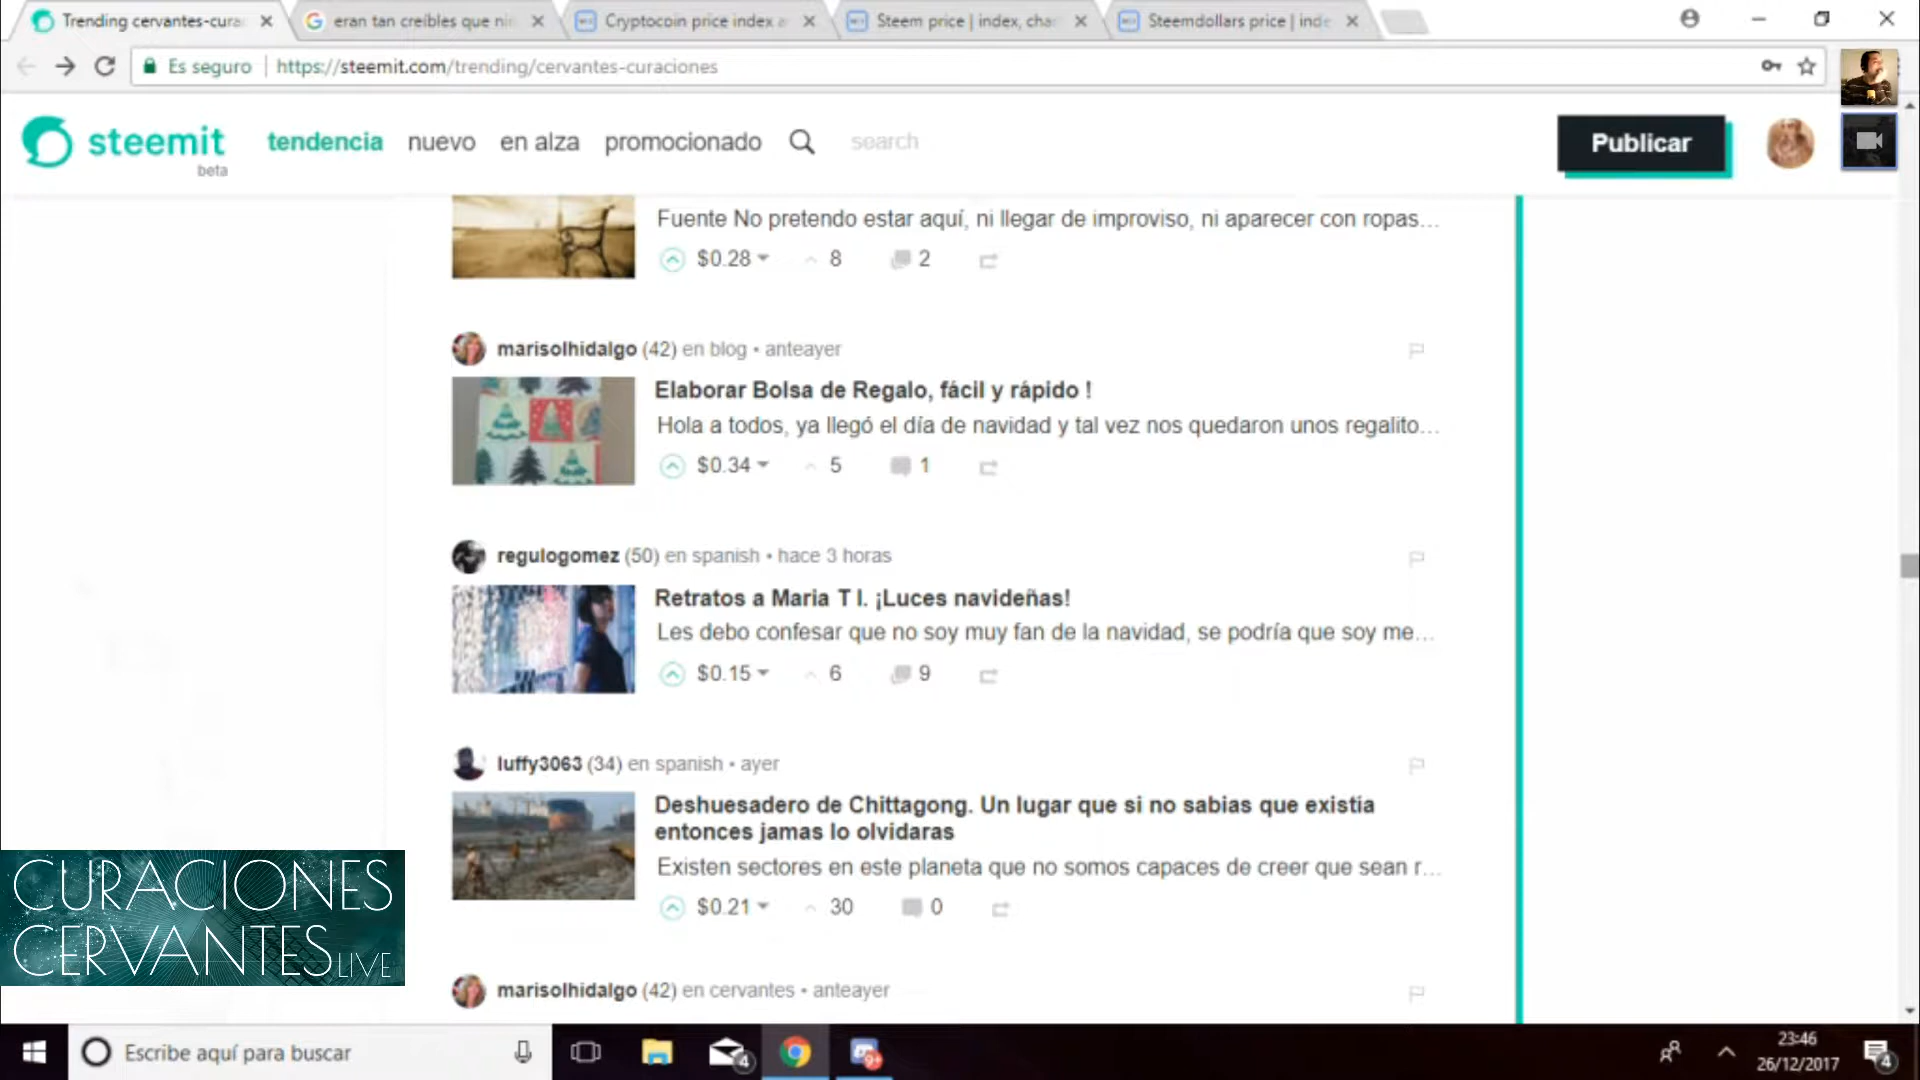 Trending cervantes-cura
eran tan creíbles que nin
Cryptocoin price index a
Steem price | index, cha
Steemdollars price | inde
Es seguro | https://steemit.com/trending/cervantes-curaciones
steemit
beta
tendencia nuevo en alza promocionado search
Publicar
Fuente No pretendo estar aquí, ni llegar de improviso, ni aparecer con ropas...
$0.28 8 2
marisolhidalgo (42) en blog • anteayer
Elaborar Bolsa de Regalo, fácil y rápido !
Hola a todos, ya llegó el día de navidad y tal vez nos quedaron unos regalito...
$0.34 5 1
regulogomez (50) en spanish • hace 3 horas
Retratos a Maria T I. ¡Luces navideñas!
Les debo confesar que no soy muy fan de la navidad, se podría que soy me...
$0.15 6 9
luffy3063 (34) en spanish • ayer
Deshuesadero de Chittagong. Un lugar que si no sabias que existia
entonces jamas lo olvidaras
Existen sectores en este planeta que no somos capaces de creer que sean r...
$0.21 30 0
marisolhidalgo (42) en cervantes • anteayer
CURACIONES
CERVANTES LIVE
Escribe aquí para buscar
4
9+
23:46
26/12/2017
4